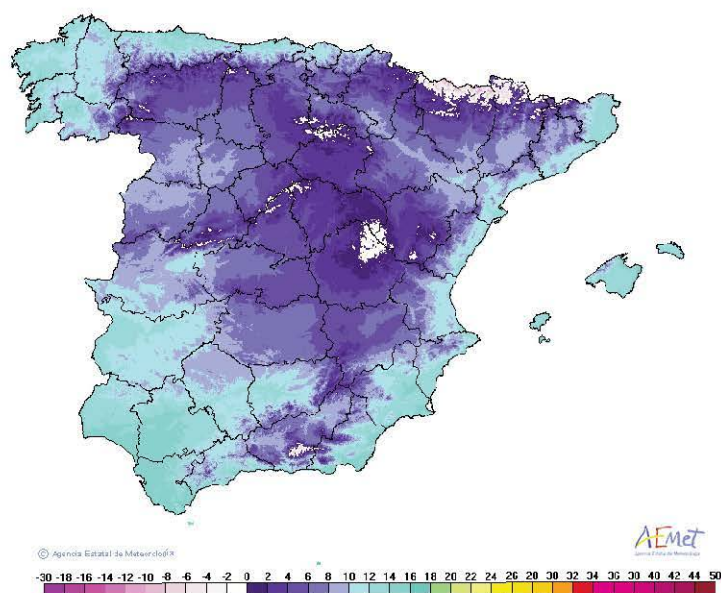 AEMet
Agencia Estatal de Meteorología
© Agencia Estatal de Meteorología
-30 -18 -16 -14 -12 -10 -8 -6 -4 -2 0 2 4 6 8 10 12 14 16 18 20 22 24 26 28 30 32 34 36 30 40 42 44 50